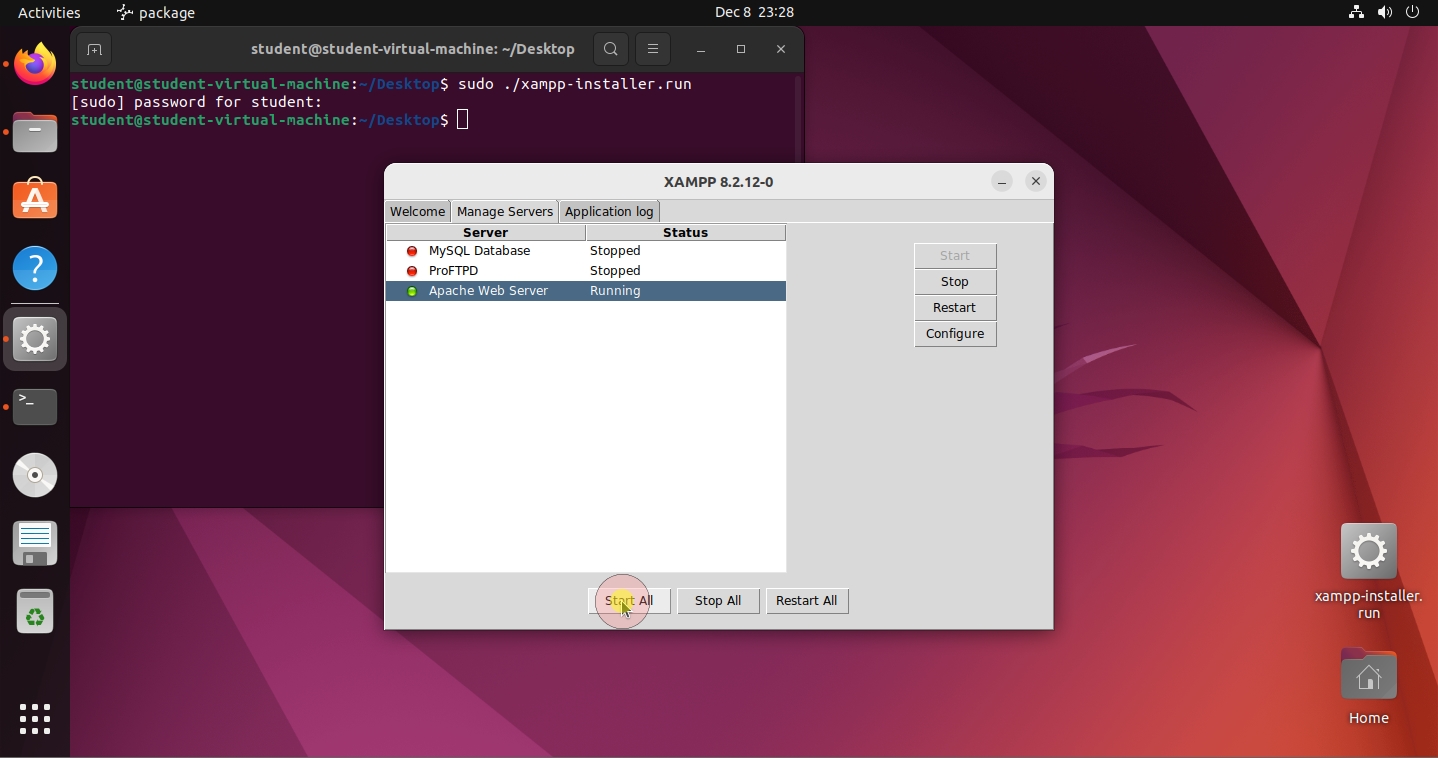 Activities
package
Dec 8 23:28
student@student-virtual-machine: ~/Desktop
student@student-virtual-machine:~/Desktop$ sudo ./xampp-installer.run
[sudo] password for student:
student@student-virtual-machine:~/Desktop$
XAMPP 8.2.12-0
Welcome
Manage Servers
Application log
Server
Status
MySQL Database
Stopped
ProFTPD
Stopped
Apache Web Server
Running
Start
Stop
Restart
Configure
Start All
Stop All
Restart All
xampp-installer.
run
Home